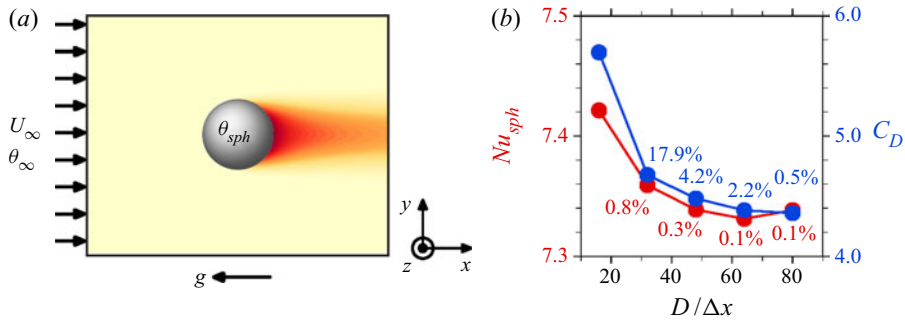 (a)
U∞
θ∞
θsph
y
z
x
g
(b)
7.5
7.4
7.3
Nusph
6.0
5.0
4.0
CD
17.9%
4.2%
2.2%
0.5%
0.8%
0.3%
0.1%
0.1%
0
20
40
60
80
D/Δx